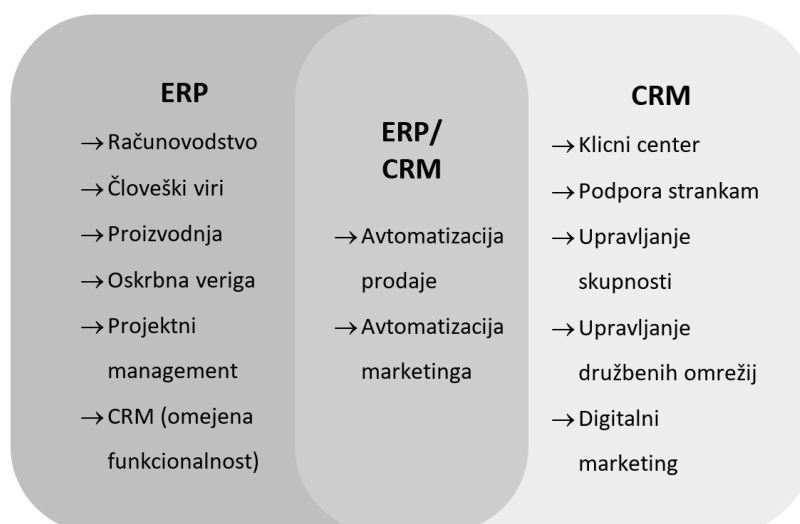 ERP
→ Računovodstvo
→ Človeški viri
→ Proizvodnja
→ Oskrbna veriga
→ Projektni
management
→ CRM (omejena
funkcionalnost)
ERP/
CRM
→ Avtomatizacija
prodaje
→ Avtomatizacija
marketinga
CRM
→ Klicni center
→ Podpora strankam
→ Upravljanje
skupnosti
→ Upravljanje
družbenih omrežij
→ Digitalni
marketing